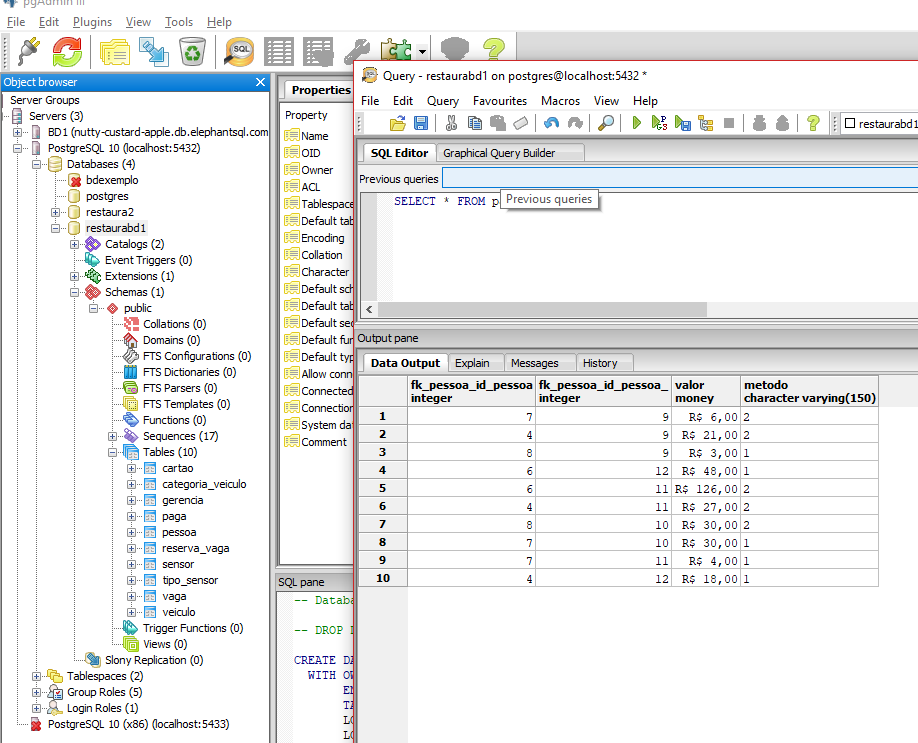 pgAdmin III
File Edit Plugins View Tools Help
SQL
Object browser
Server Groups
Servers (3)
BD1 (nutty-custard-apple.db.elephantsql.com
PostgreSQL 10 (localhost:5432)
Databases (4)
bdexemplo
postgres
restaura2
restaurabd1
Catalogs (2)
Event Triggers (0)
Extensions (1)
Schemas (1)
public
Collations (0)
Domains (0)
FTS Configurations (0)
FTS Dictionaries (0)
FTS Parsers (0)
FTS Templates (0)
Functions (0)
Sequences (17)
Tables (10)
cartao
categoria_veiculo
gerencia
paga
pessoa
reserva_vaga
sensor
tipo_sensor
vaga
veiculo
Trigger Functions (0)
Views (0)
Slony Replication (0)
Tablespaces (2)
Group Roles (5)
Login Roles (1)
PostgreSQL 10 (x86) (localhost:5433)
Properties
Property
Name
OID
Owner
ACL
Tablespace
Default tab
Encoding
Collation
Character
Default sch
Default tab
Default sec
Default fur
Default typ
Allow conn
Connected
Connection
System dat
Comment
SQL pane
-- Databa
-- DROP D
CREATE DA
WITH OW
EN
TA
LC
LC
Query - restaurabd1 on postgres@localhost:5432 *
File Edit Query Favourites Macros View Help
restaurabd1
SQL Editor Graphical Query Builder
Previous queries
SELECT * FROM p
Previous queries
Output pane
Data Output Explain Messages History
fk_pessoa_id_pessoa fk_pessoa_id_pessoa_ valor metodo
integer integer money character varying(150)
1 7 9 R$ 6,00 2
2 4 9 R$ 21,00 2
3 8 9 R$ 3,00 1
4 6 12 R$ 48,00 1
5 6 11 R$ 126,00 2
6 4 11 R$ 27,00 2
7 8 10 R$ 30,00 2
8 7 10 R$ 30,00 1
9 7 11 R$ 4,00 1
10 4 12 R$ 18,00 1